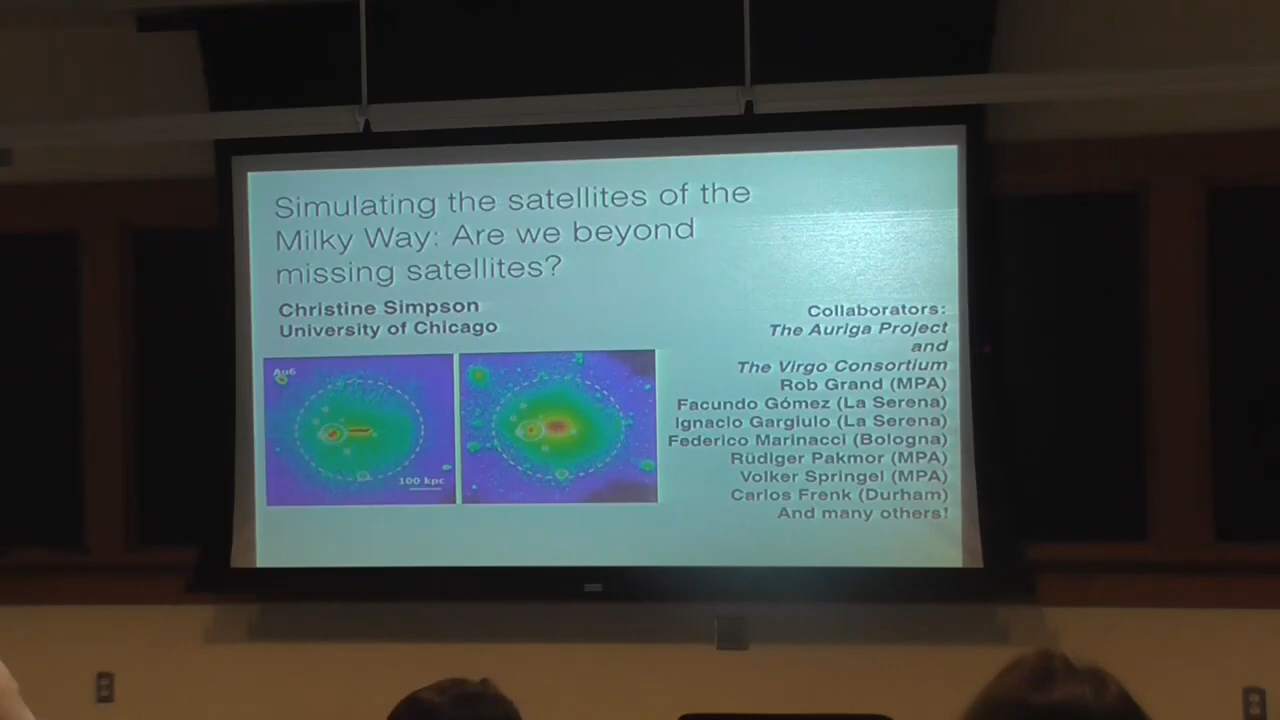 Simulating the satellites of the
Milky Way: Are we beyond
missing satellites?
Christine Simpson
University of Chicago
Au6
100 kpc
Collaborators:
The Auriga Project
and
The Virgo Consortium
Rob Grand (MPA)
Facundo Gómez (La Serena)
Ignacio Gargiulo (La Serena)
Federico Marinacci (Bologna)
Rüdiger Pakmor (MPA)
Volker Springel (MPA)
Carlos Frenk (Durham)
And many others!